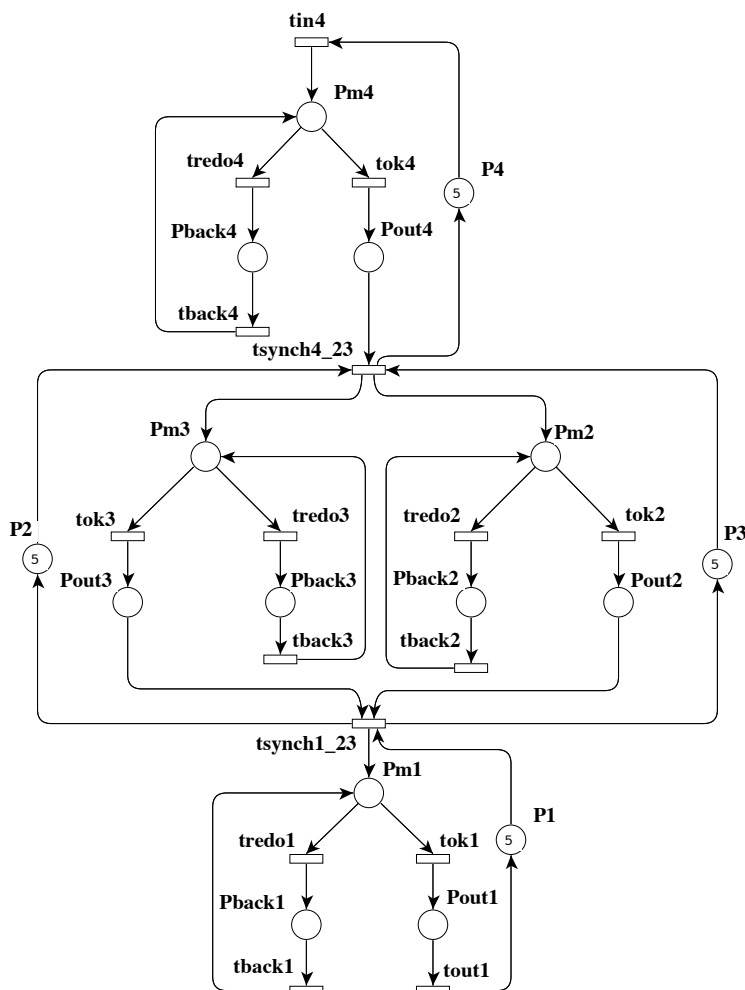 tin4
Pm4
tredo4 tok4 P4
5
Pback4 Pout4
tback4
tsynch4_23
Pm3 Pm2
tok3 tredo3 tredo2 tok2
P2 P3
5 5
Pout3 Pback3 Pback2 Pout2
tback3 tback2
tsynch1_23
Pm1
P1
tredo1 tok1
5
Pback1 Pout1
tback1 tout1